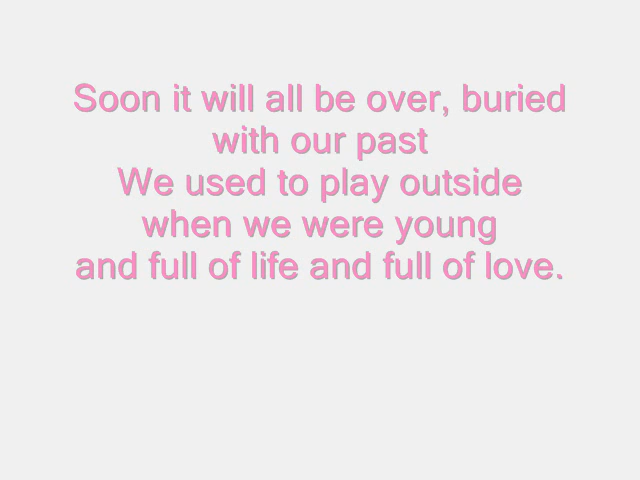 Soon it will all be over, buried
with our past
We used to play outside
when we were young
and full of life and full of love.